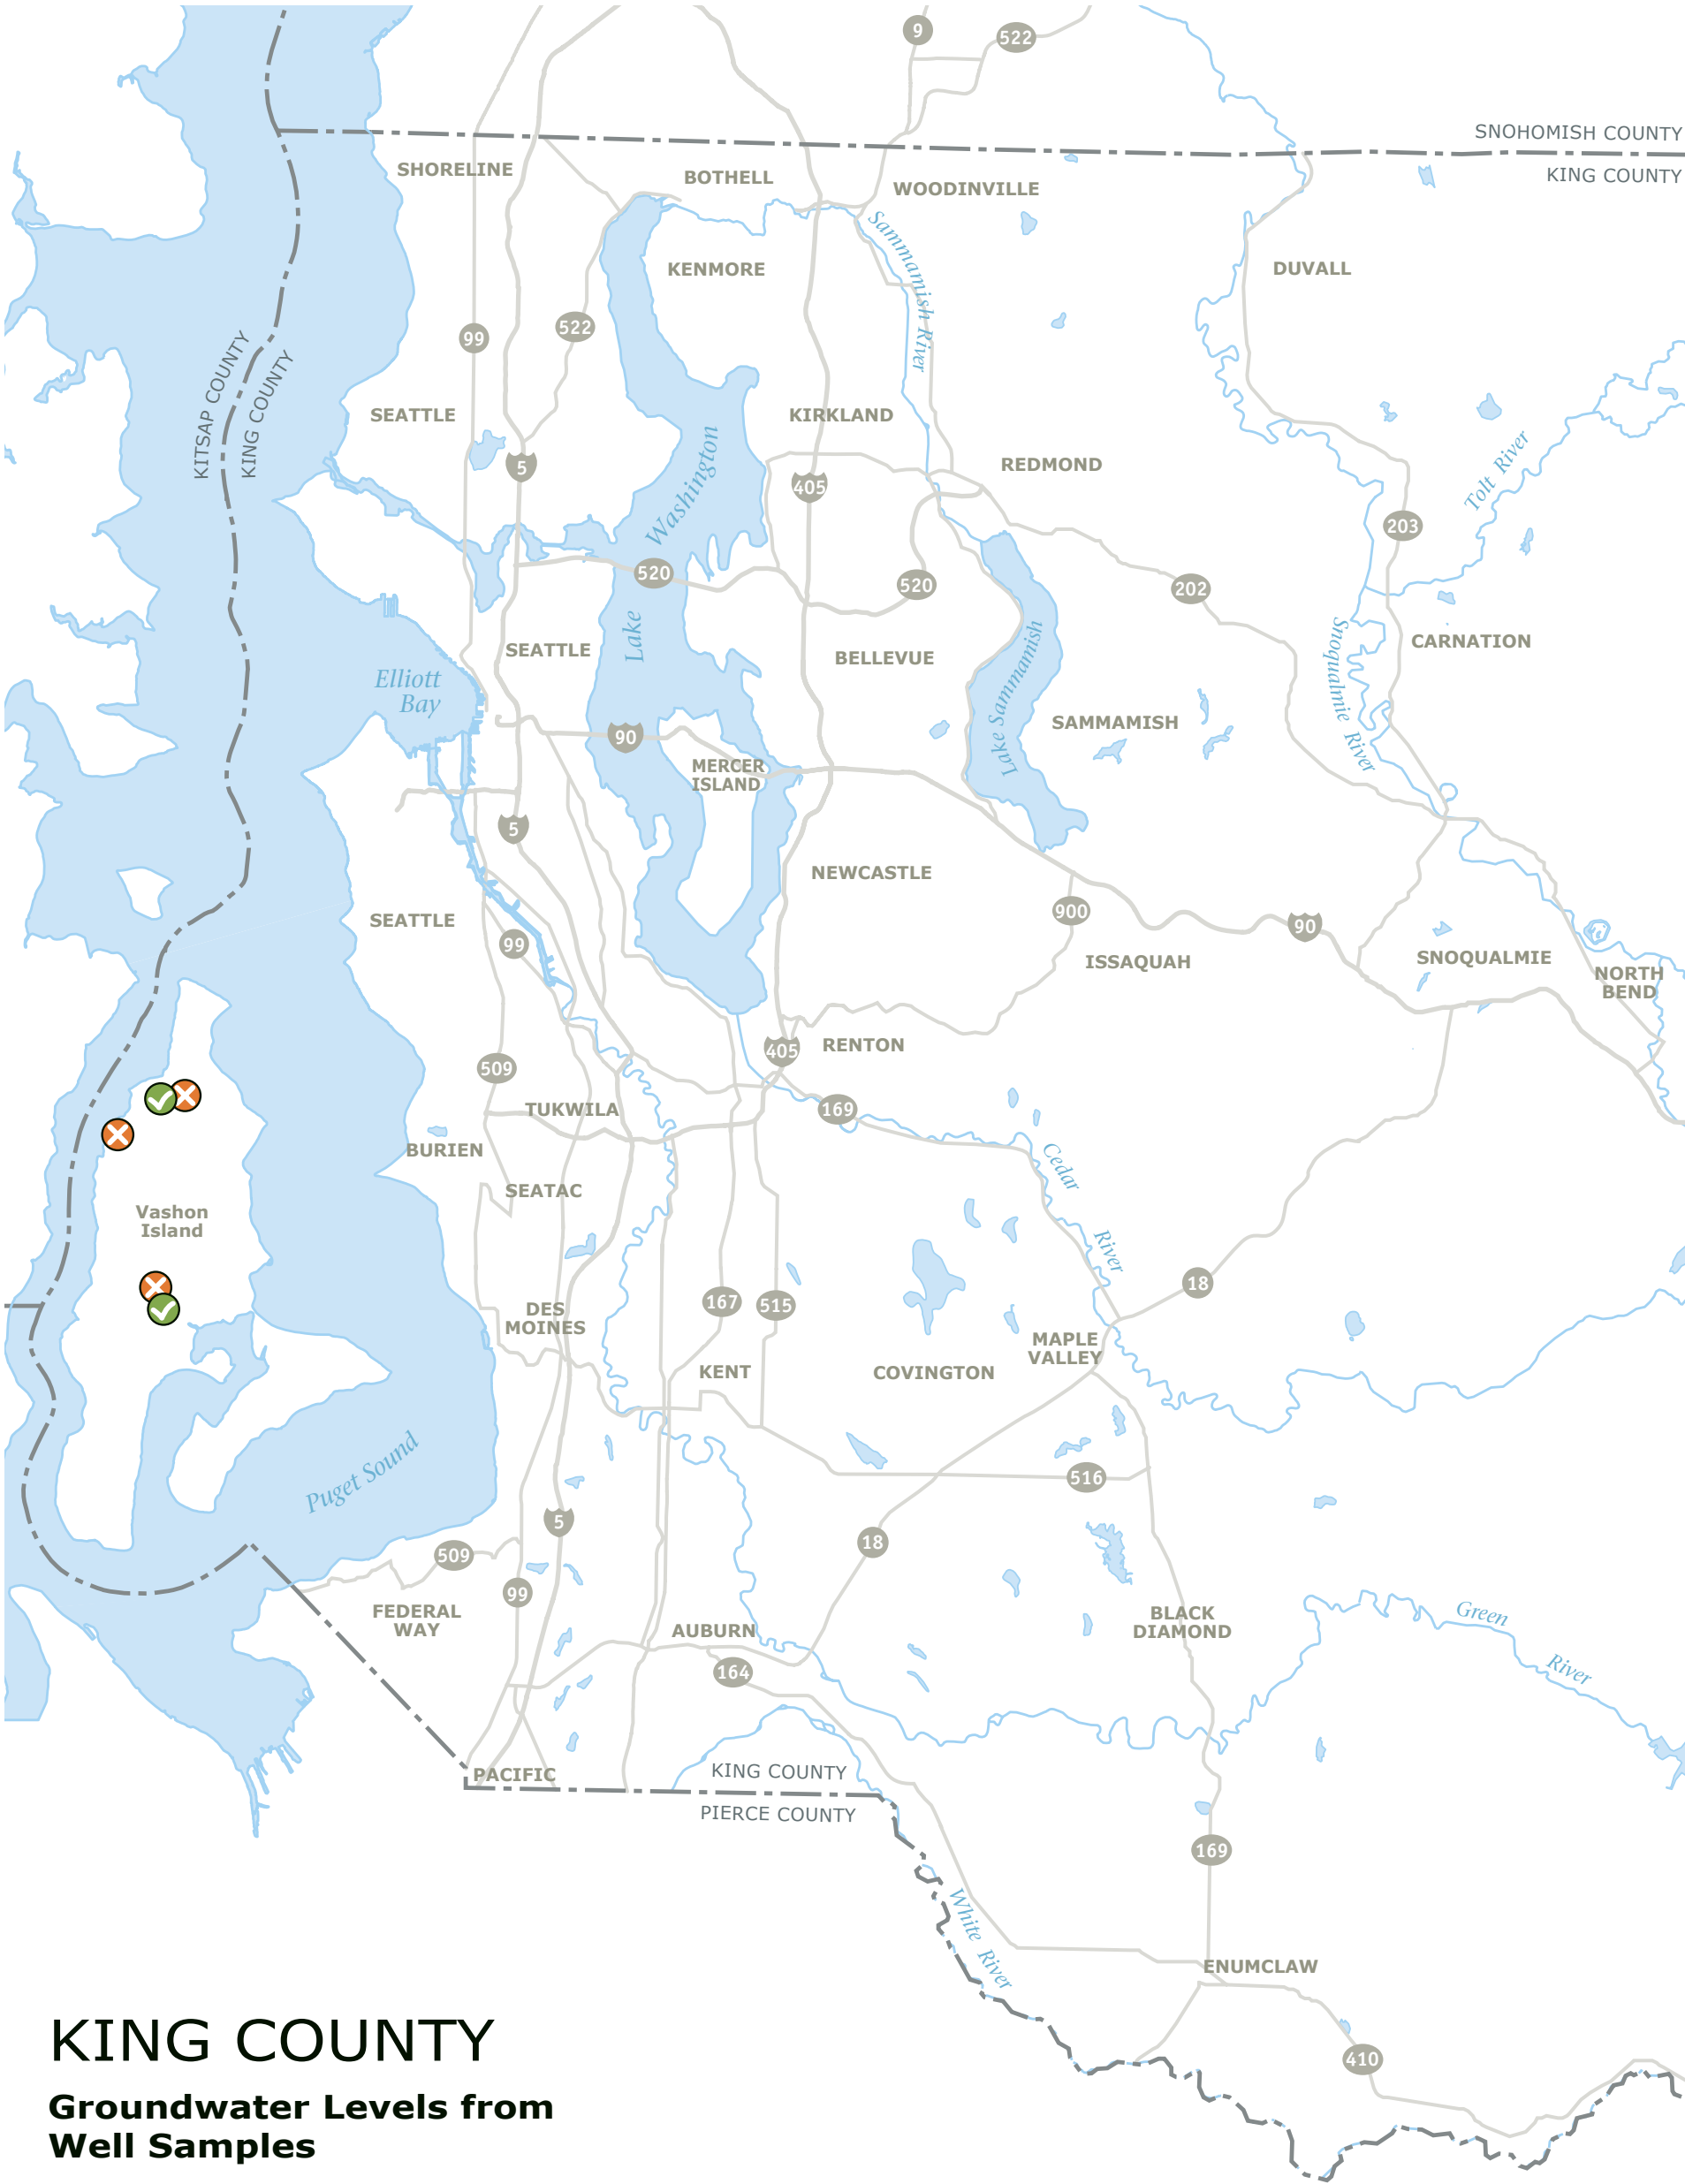 9
522
SNOHOMISH COUNTY
KING COUNTY
SHORELINE
BOTHELL
WOODINVILLE
Sammamish River
KENMORE
DUVALL
99
522
KITSAP COUNTY
KING COUNTY
SEATTLE
KIRKLAND
5
405
REDMOND
Washington
Tolt River
203
520
520
202
Lake
SEATTLE
BELLEVUE
Lake Sammamish
Snoqualmie River
CARNATION
Elliott
Bay
SAMMAMISH
90
MERCER
ISLAND
5
NEWCASTLE
900
90
SEATTLE
99
ISSAQUAH
SNOQUALMIE
NORTH
BEND
405
RENTON
509
TUKWILA
169
BURIEN
Cedar
River
SEATAC
Vashon
Island
18
167
515
DES
MOINES
MAPLE
VALLEY
KENT
COVINGTON
Puget Sound
516
5
18
509
99
FEDERAL
WAY
AUBURN
BLACK
DIAMOND
Green
River
164
PACIFIC
KING COUNTY
PIERCE COUNTY
169
White River
ENUMCLAW
410
KING COUNTY
Groundwater Levels from
Well Samples